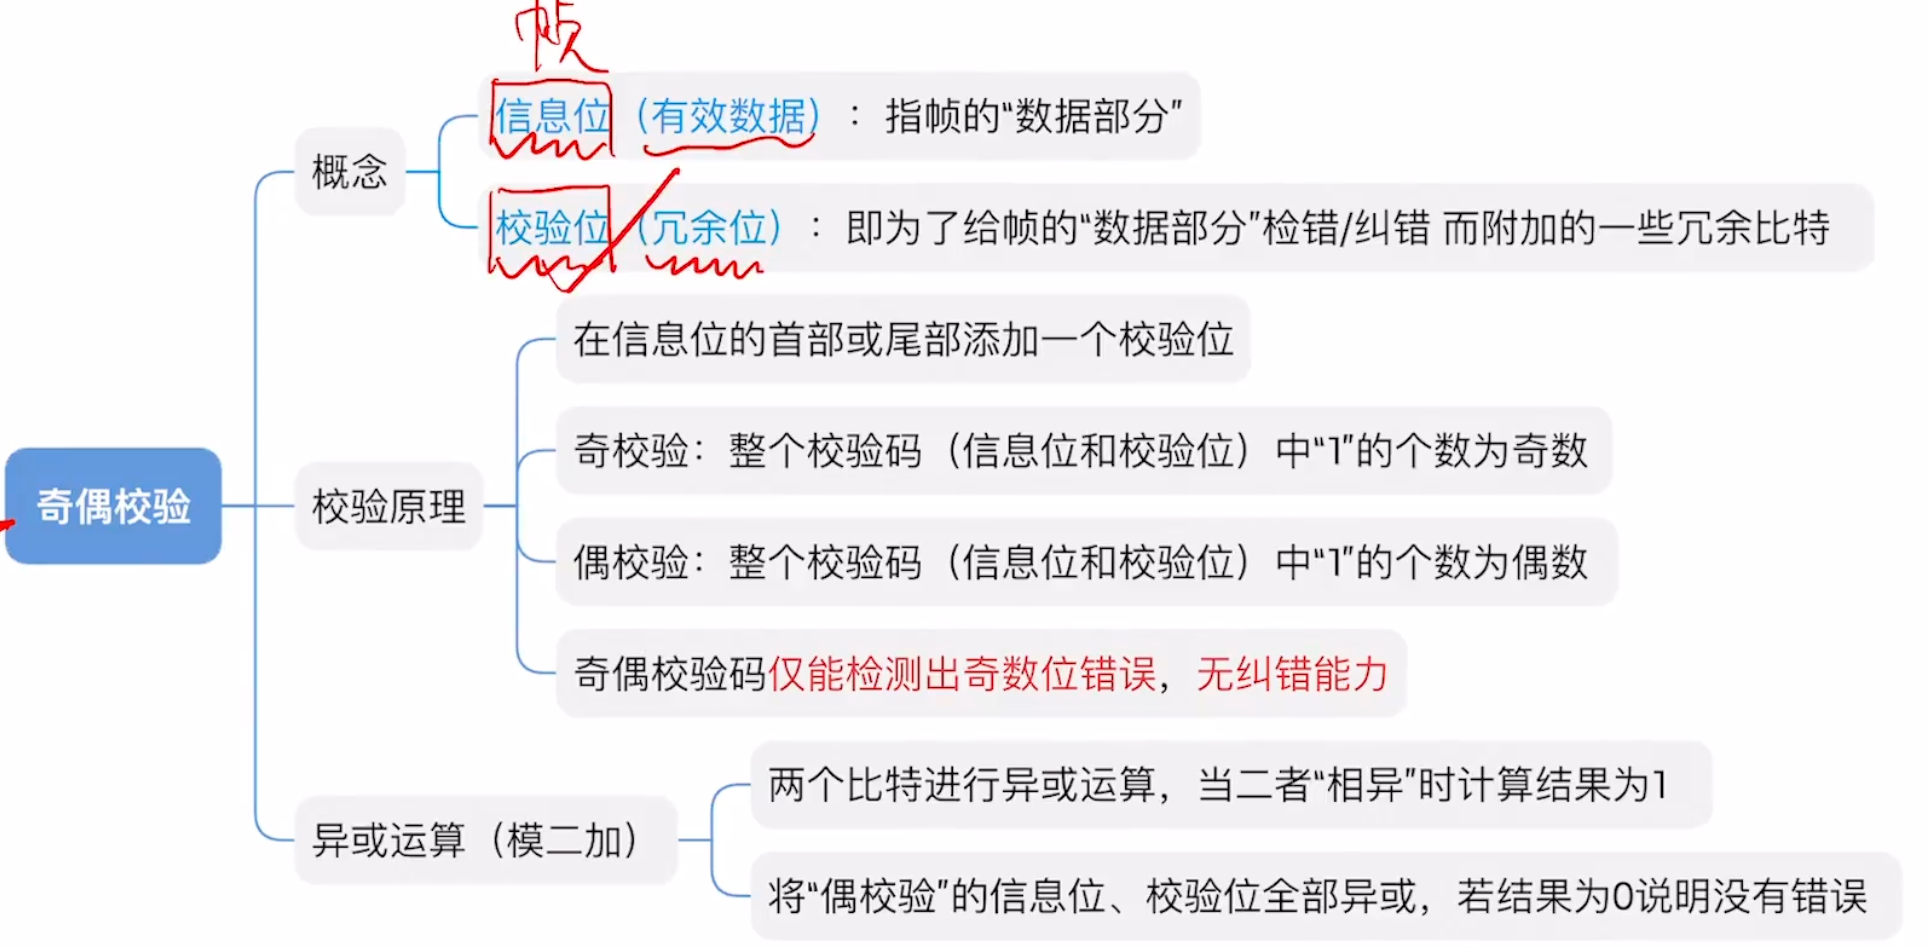 帧
信息位（有效数据）：指帧的“数据部分”
概念
校验位（冗余位）：即为了给帧的“数据部分”检错/纠错 而附加的一些冗余比特
在信息位的首部或尾部添加一个校验位
奇校验：整个校验码（信息位和校验位）中“1”的个数为奇数
奇偶校验
校验原理
偶校验：整个校验码（信息位和校验位）中“1”的个数为偶数
奇偶校验码仅能检测出奇数位错误，无纠错能力
两个比特进行异或运算，当二者“相异”时计算结果为1
异或运算（模二加）
将“偶校验”的信息位、校验位全部异或，若结果为0说明没有错误